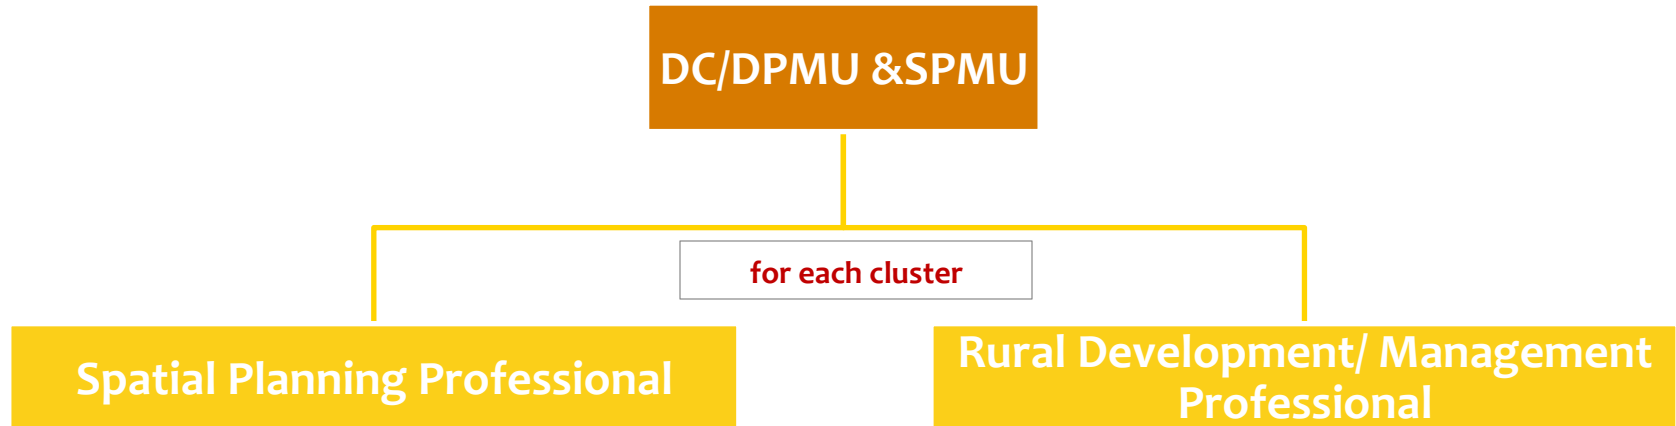 DC/DPMU &SPMU
for each cluster
Spatial Planning Professional
Rural Development/ Management
Professional